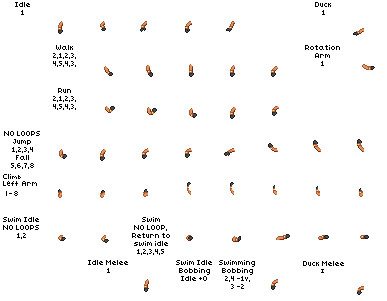 Idle
1
Duck
1
Walk
2,1,2,3,
4,5,4,3,
Rotation
Arm
1
Run
2,1,2,3,
4,5,4,3,
NO LOOPS
Jump
1,2,3,4
Fall
5,6,7,8
Climb
Left Arm
1-8
Swim Idle
NO LOOPS
1,2
Swim
NO LOOP,
Return to
swim idle
1,2,3,4,5
Swim Idle
Bobbing
Idle +0
Swimming
Bobbing
2,4 -1v,
3 -2
Idle Melee
1
Duck Melee
1